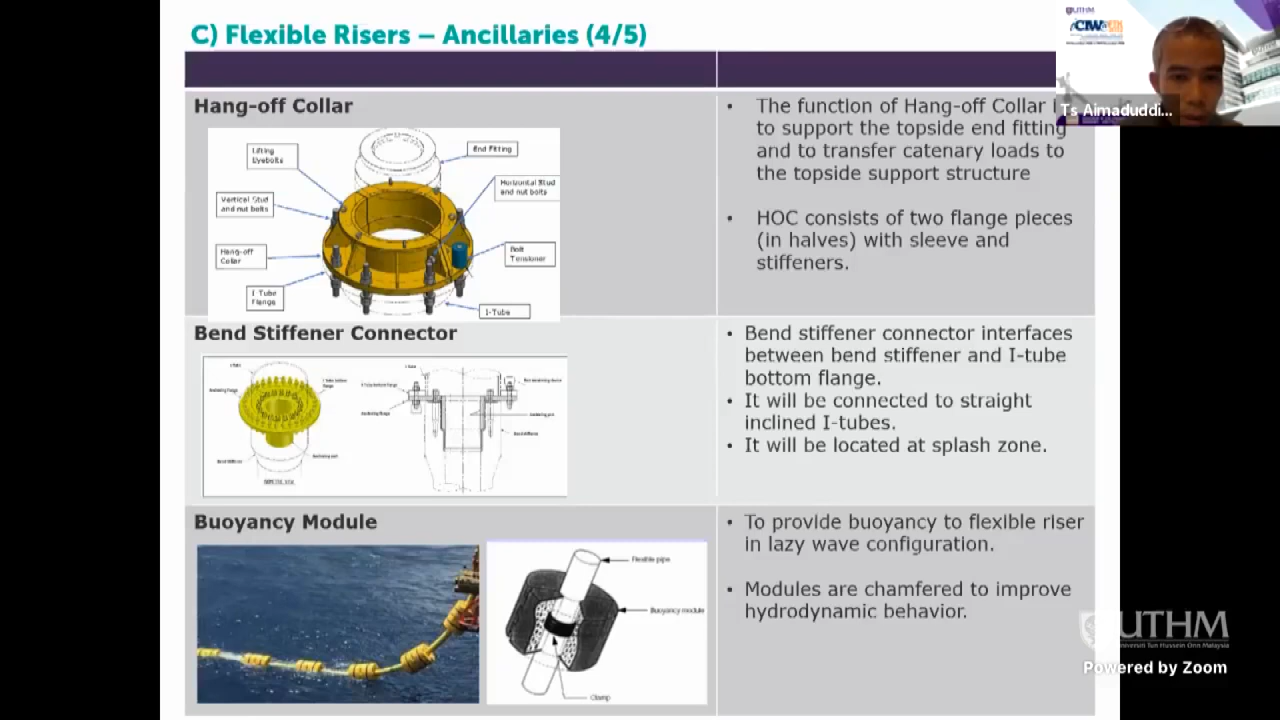 C) Flexible Risers – Ancillaries (4/5)
UTHM
Ts Aimaduddi...
Hang-off Collar
Lifting
Eyebolts
End Fitting
Vertical Stud
and nut bolts
Horizontal Stud
and nut bolts
Hang-off
Collar
Bolt
Tensioner
I-Tube
Flange
I-Tube
• The function of Hang-off Collar
to support the topside end fitting
and to transfer catenary loads to
the topside support structure
• HOC consists of two flange pieces
(in halves) with sleeve and
stiffeners.
Bend Stiffener Connector
• Bend stiffener connector interfaces
between bend stiffener and I-tube
bottom flange.
• It will be connected to straight
inclined I-tubes.
• It will be located at splash zone.
Buoyancy Module
Flexible pipe
Buoyancy module
Clamp
• To provide buoyancy to flexible riser
in lazy wave configuration.
• Modules are chamfered to improve
hydrodynamic behavior.
UTHM
Universiti Tun Hussein Onn Malaysia
Powered by Zoom